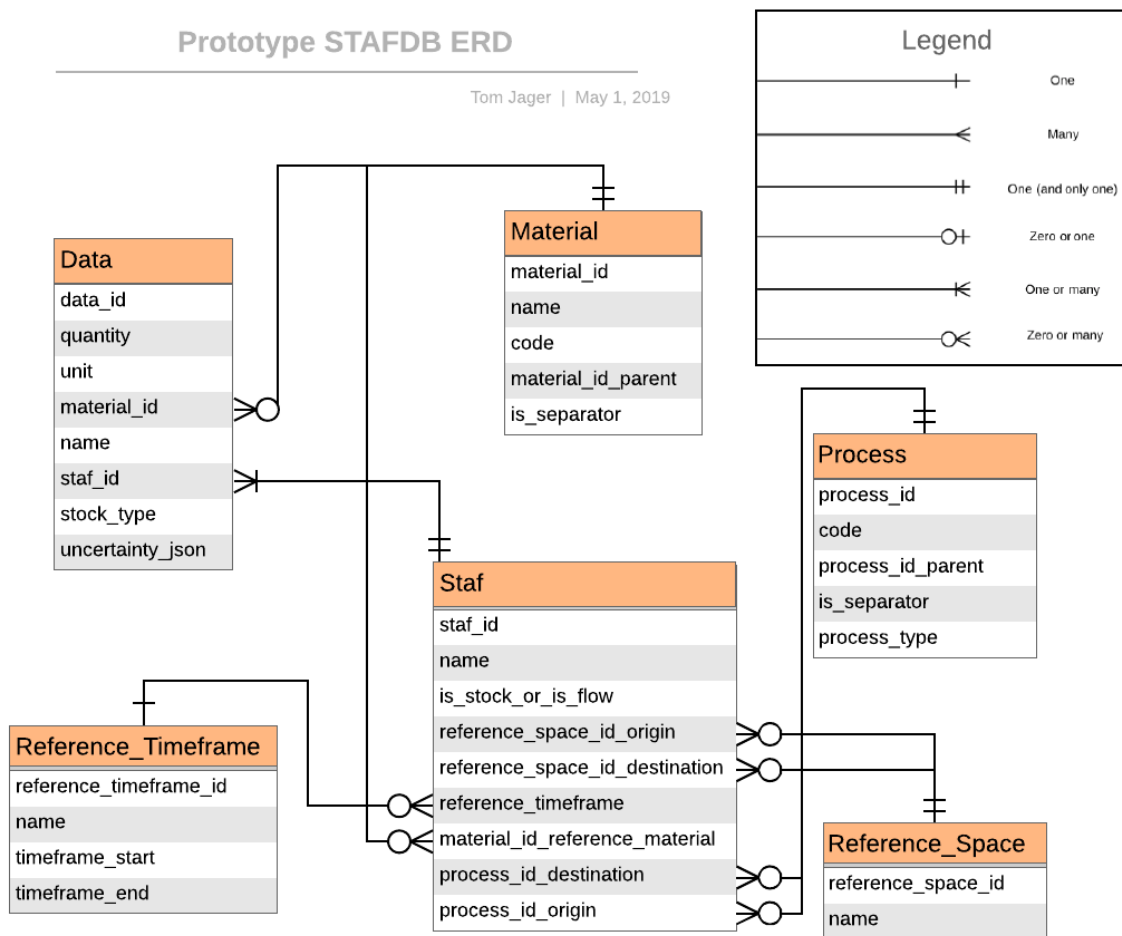 Prototype STAFDB ERD
Tom Jager | May 1, 2019
Legend
One
Many
One (and only one)
Zero or one
One or many
Zero or many
Data
data_id
quantity
unit
material_id
name
staf_id
stock_type
uncertainty_json
Material
material_id
name
code
material_id_parent
is_separator
Process
process_id
code
process_id_parent
is_separator
process_type
Staf
staf_id
name
is_stock_or_is_flow
reference_space_id_origin
reference_space_id_destination
reference_timeframe
material_id_reference_material
process_id_destination
process_id_origin
Reference_Timeframe
reference_timeframe_id
name
timeframe_start
timeframe_end
Reference_Space
reference_space_id
name